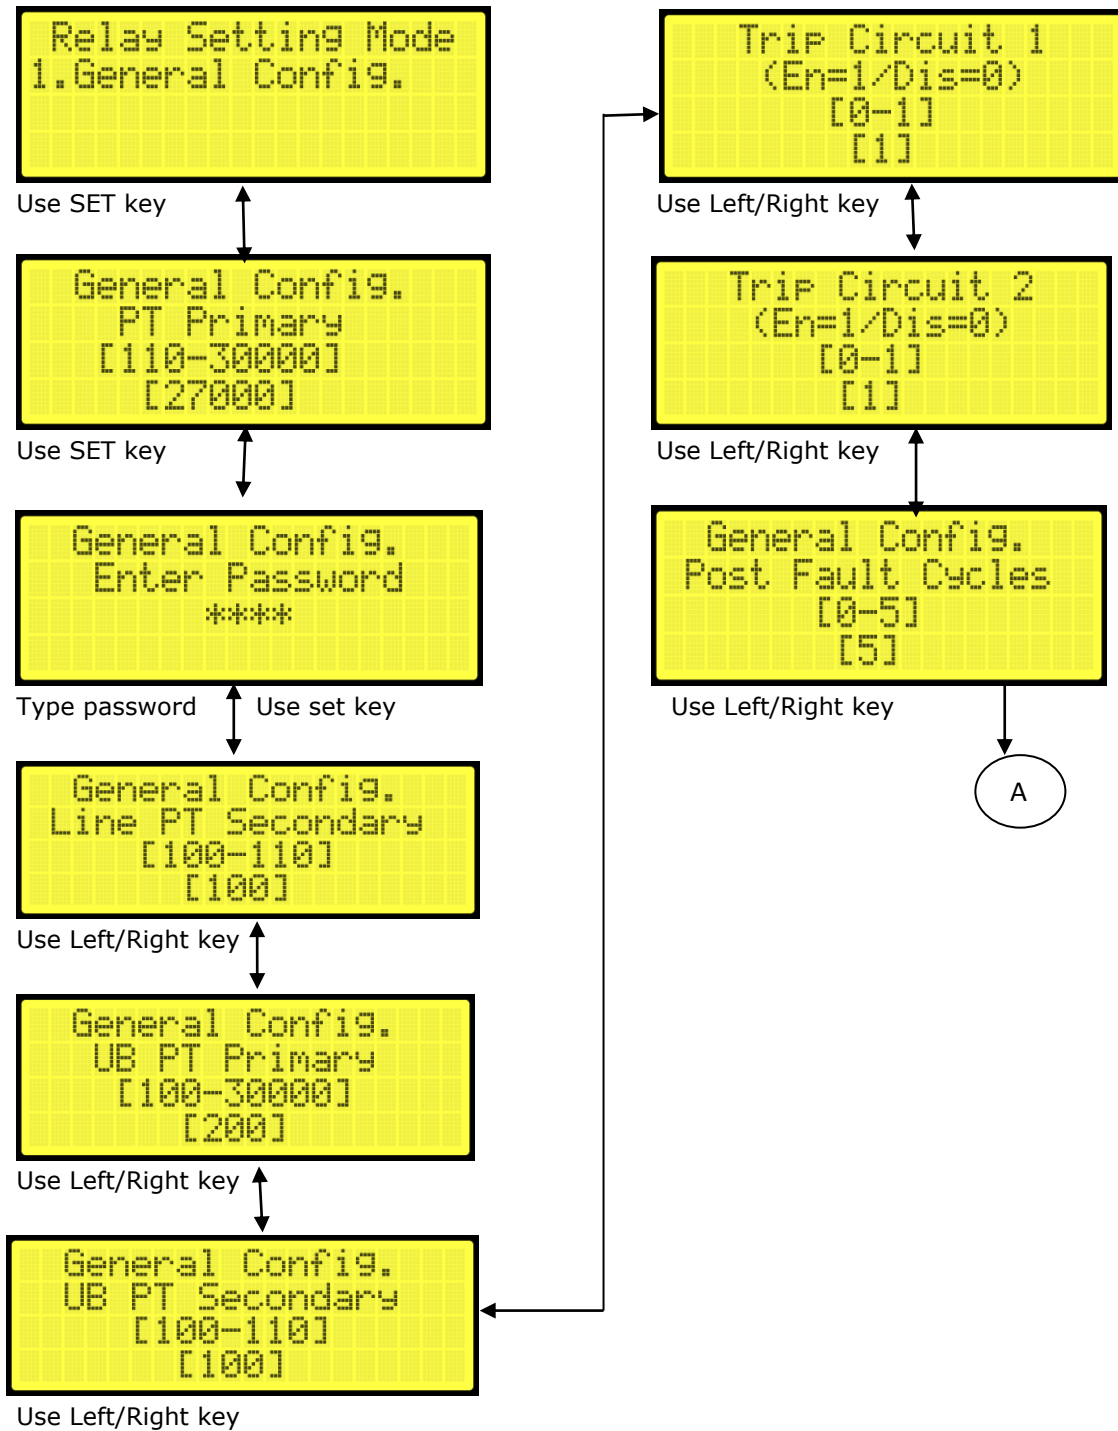 Relay Setting Mode
1.General Config.
Use SET key
General Config.
PT Primary
[110-30000]
[27000]
Use SET key
General Config.
Enter Password
****
Type password Use set key
General Config.
Line PT Secondary
[100-110]
[100]
Use Left/Right key
General Config.
UB PT Primary
[100-30000]
[200]
Use Left/Right key
General Config.
UB PT Secondary
[100-110]
[100]
Use Left/Right key
Trip Circuit 1
(En=1/Dis=0)
[0-1]
[1]
Use Left/Right key
Trip Circuit 2
(En=1/Dis=0)
[0-1]
[1]
Use Left/Right key
General Config.
Post Fault Cycles
[0-5]
[5]
Use Left/Right key
A